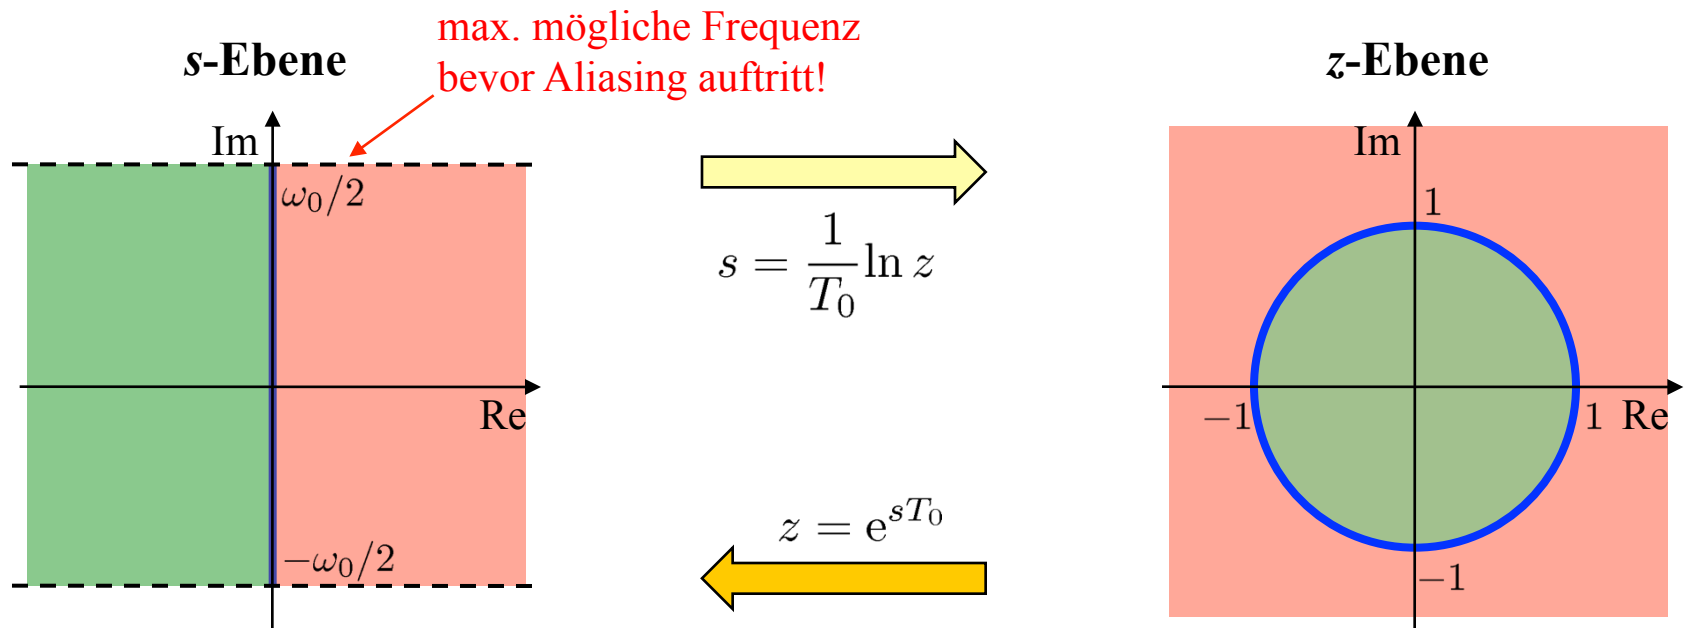 max. mögliche Frequenz
bevor Aliasing auftritt!
s-Ebene
Im
ω₀/2
Re
−ω₀/2
s = 1/T₀ ln z
z = e^{sT₀}
z-Ebene
Im
1
−1
1 Re
−1